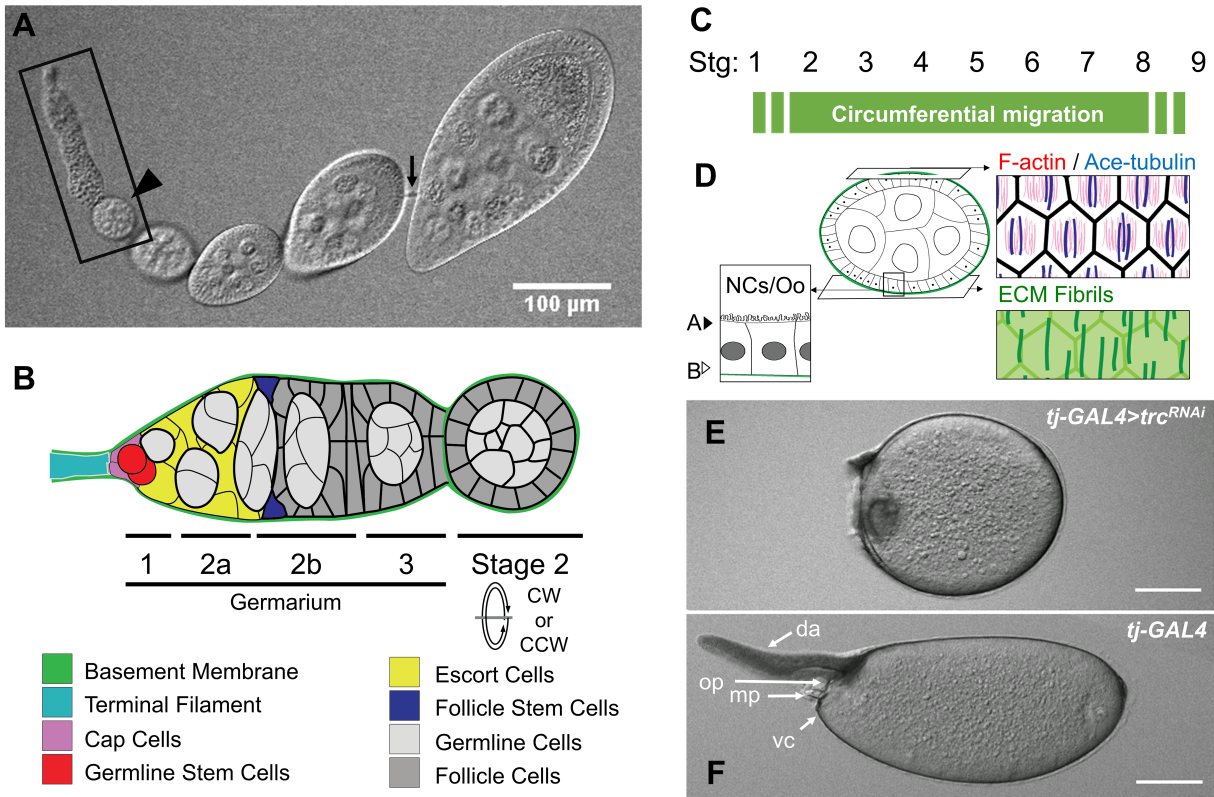 A
100 µm
B
1 2a 2b 3 Stage 2
Germarium
CW
or
CCW
Basement Membrane
Terminal Filament
Cap Cells
Germline Stem Cells
Escort Cells
Follicle Stem Cells
Germline Cells
Follicle Cells
C
Stg: 1 2 3 4 5 6 7 8 9
Circumferential migration
D
F-actin / Ace-tubulin
NCs/Oo
ECM Fibrils
A
B
E
tj-GAL4>trcRNAi
tj-GAL4
da
op
mp
vc
F